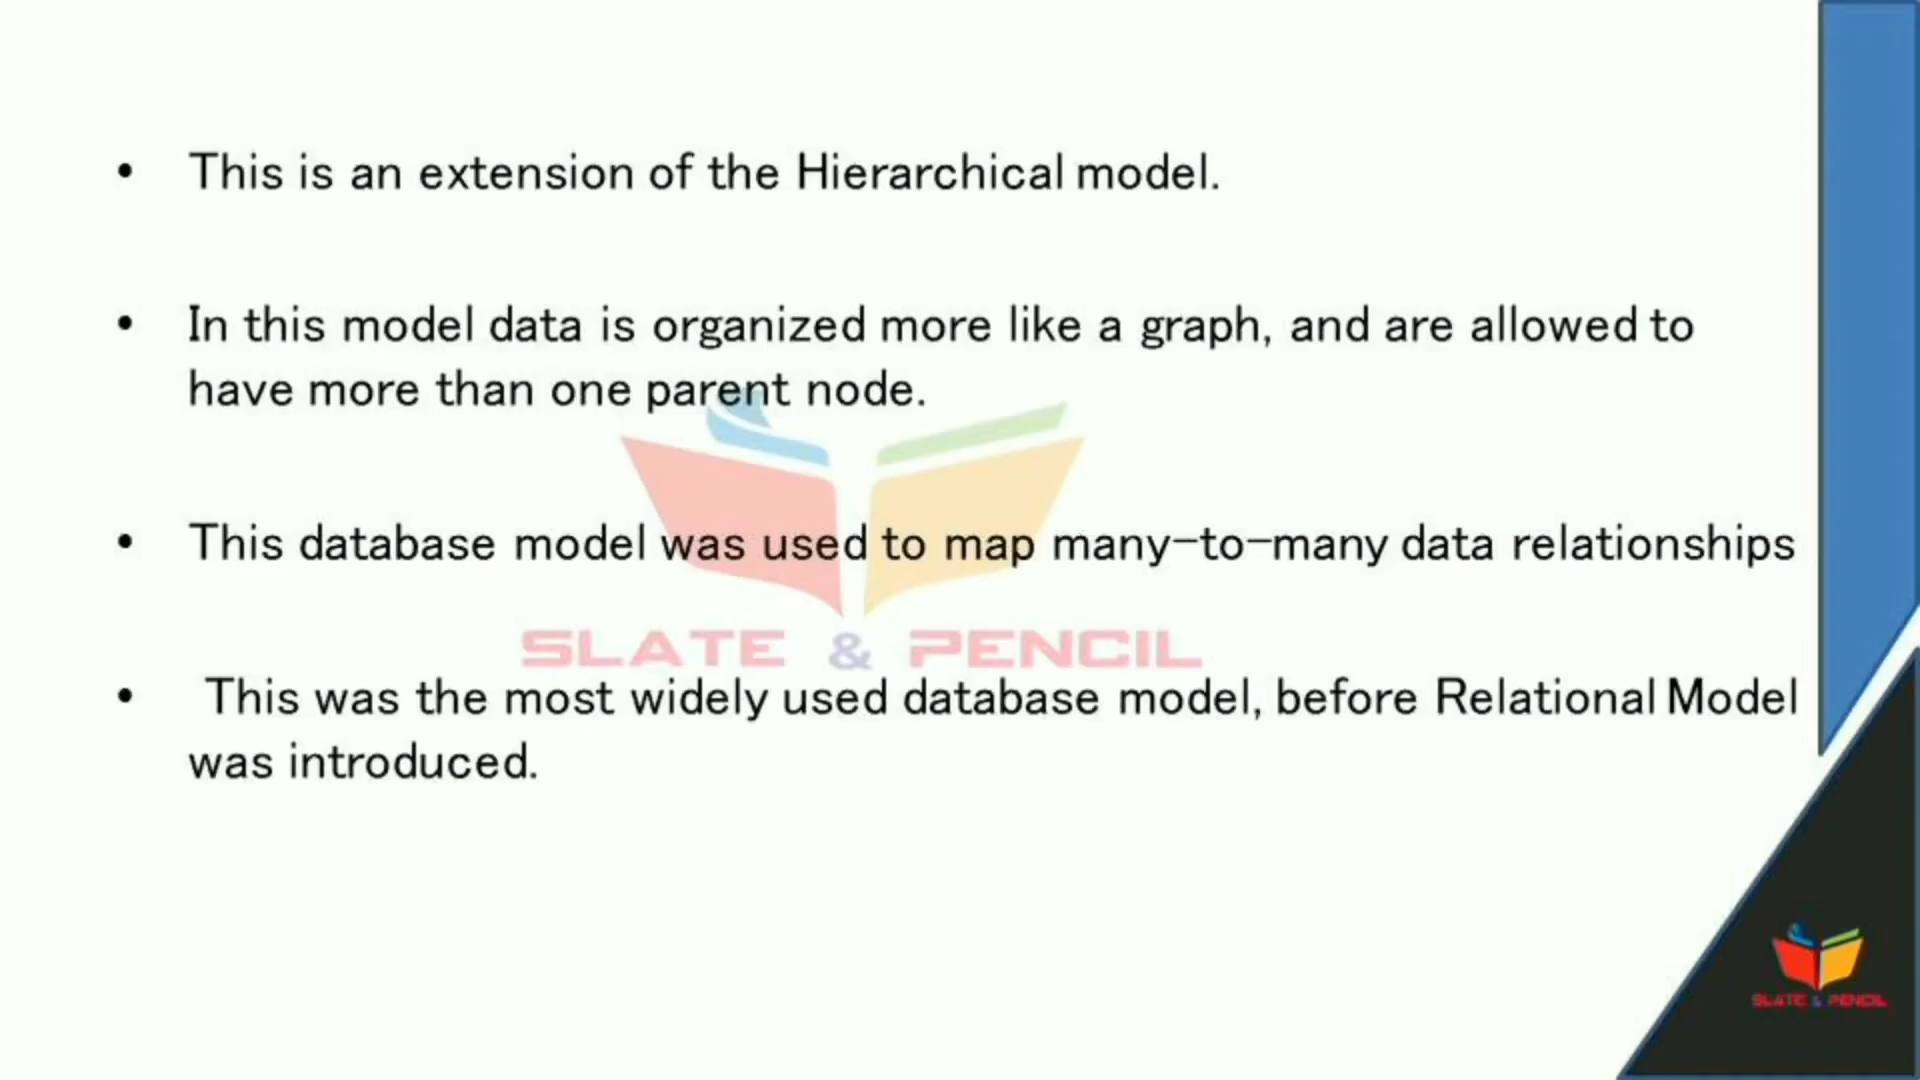 • This is an extension of the Hierarchical model.
• In this model data is organized more like a graph, and are allowed to
have more than one parent node.
• This database model was used to map many-to-many data relationships
SLATE & PENCIL
• This was the most widely used database model, before Relational Model
was introduced.
SLATE & PENCIL